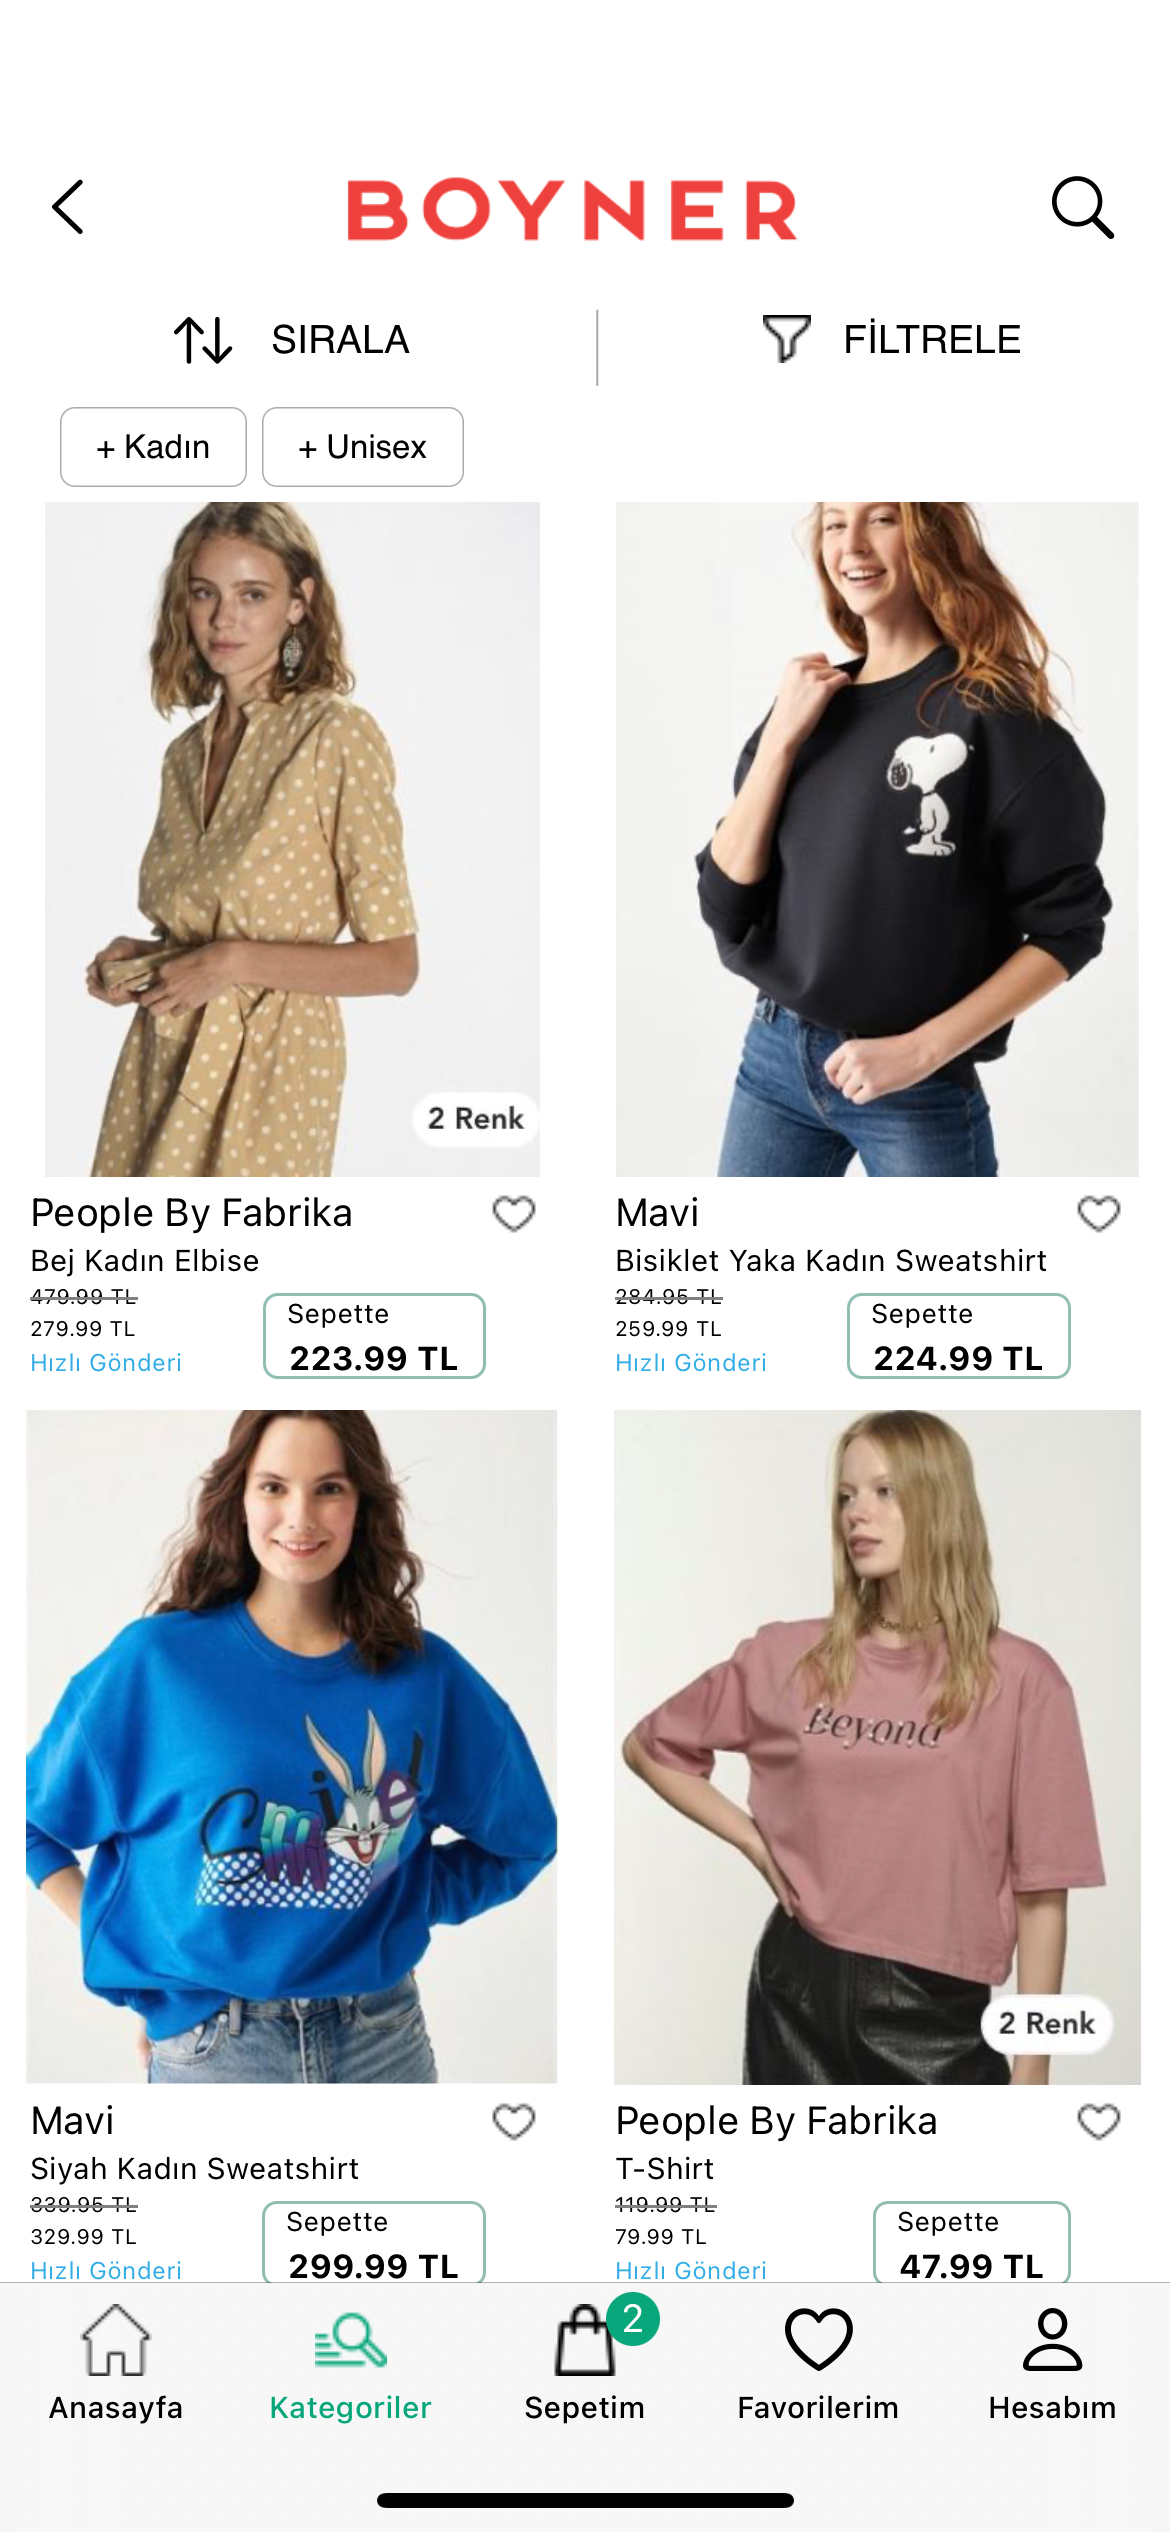 BOYNER
SIRALA
FİLTRELE
+ Kadın
+ Unisex
2 Renk
People By Fabrika
Bej Kadın Elbise
479.99 TL
279.99 TL
Hızlı Gönderi
Sepette
223.99 TL
Mavi
Bisiklet Yaka Kadın Sweatshirt
284.95 TL
259.99 TL
Hızlı Gönderi
Sepette
224.99 TL
Smile
Beyond
2 Renk
Mavi
Siyah Kadın Sweatshirt
339.95 TL
329.99 TL
Hızlı Gönderi
Sepette
299.99 TL
People By Fabrika
T-Shirt
119.99 TL
79.99 TL
Hızlı Gönderi
Sepette
47.99 TL
2
Anasayfa
Kategoriler
Sepetim
Favorilerim
Hesabım